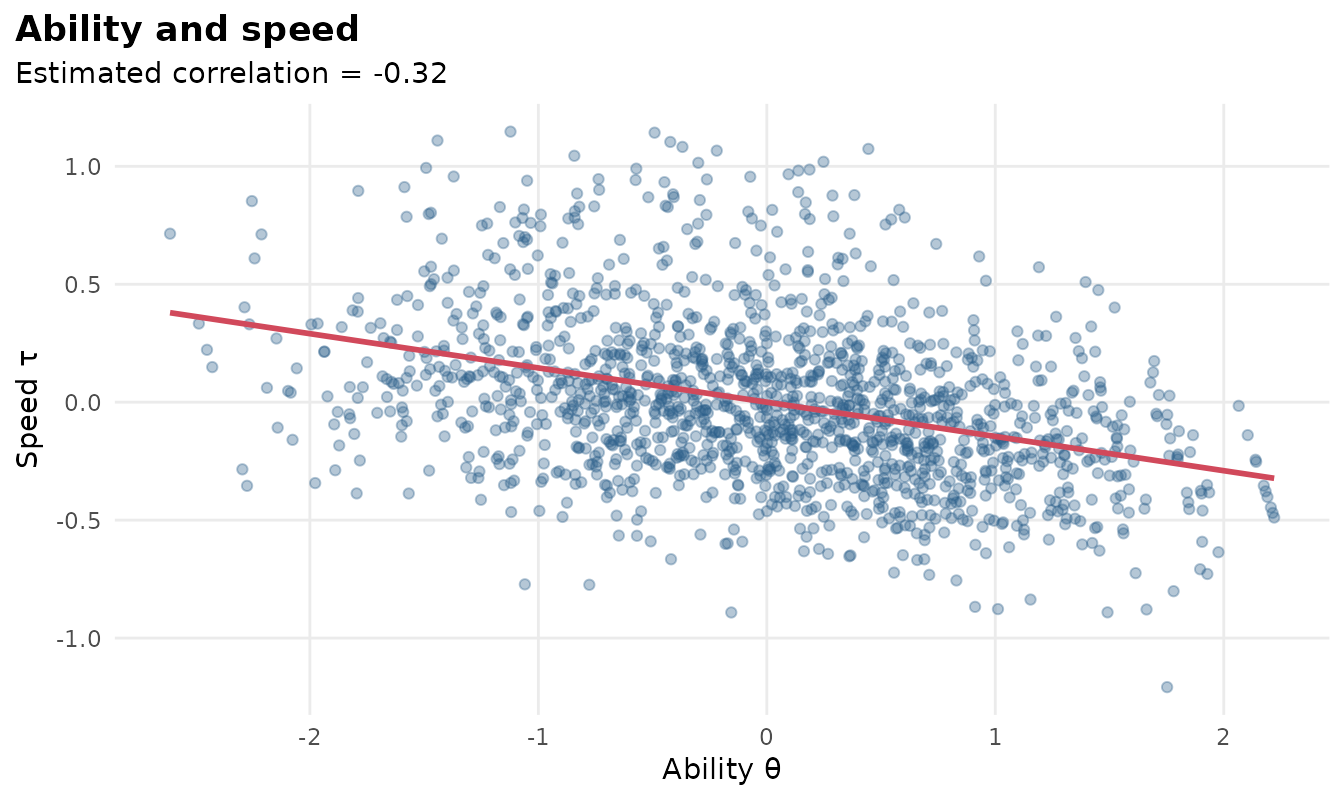 Ability and speed
Estimated correlation = -0.32
1.0
0.5
0.0
-0.5
-1.0
Speed τ
-2
-1
0
1
2
Ability θ